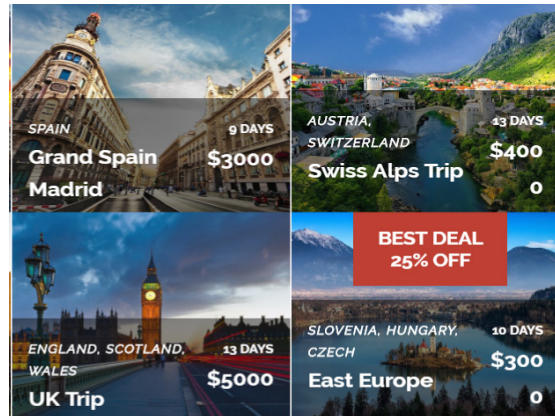 SPAIN
9 DAYS
Grand Spain
Madrid
$3000
AUSTRIA,
SWITZERLAND
13 DAYS
Swiss Alps Trip
$400
0
ENGLAND, SCOTLAND,
WALES
13 DAYS
UK Trip
$5000
BEST DEAL
25% OFF
SLOVENIA, HUNGARY,
CZECH
10 DAYS
East Europe
$300
0